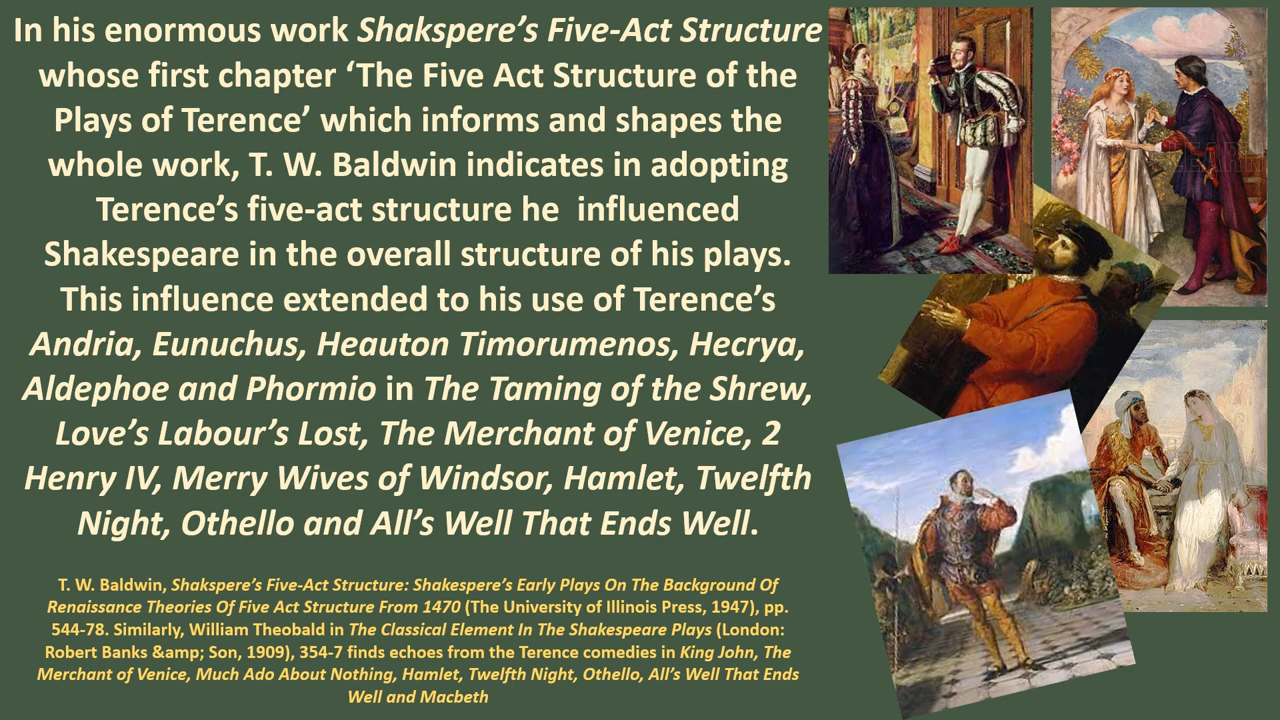 In his enormous work Shakspere’s Five-Act Structure
whose first chapter ‘The Five Act Structure of the
Plays of Terence’ which informs and shapes the
whole work, T. W. Baldwin indicates in adopting
Terence’s five-act structure he  influenced
Shakespeare in the overall structure of his plays.
This influence extended to his use of Terence’s
Andria, Eunuchus, Heauton Timorumenos, Hecrya,
Aldephoe and Phormio in The Taming of the Shrew,
Love’s Labour’s Lost, The Merchant of Venice, 2
Henry IV, Merry Wives of Windsor, Hamlet, Twelfth
Night, Othello and All’s Well That Ends Well.
T. W. Baldwin, Shakspere’s Five-Act Structure: Shakespere’s Early Plays On The Background Of
Renaissance Theories Of Five Act Structure From 1470 (The University of Illinois Press, 1947), pp.
544-78. Similarly, William Theobald in The Classical Element In The Shakespeare Plays (London:
Robert Banks &amp; Son, 1909), 354-7 finds echoes from the Terence comedies in King John, The
Merchant of Venice, Much Ado About Nothing, Hamlet, Twelfth Night, Othello, All’s Well That Ends
Well and Macbeth